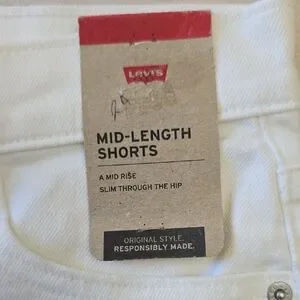 LEVI'S
MID-LENGTH
SHORTS
A MID RISE
SLIM THROUGH THE HIP
ORIGINAL STYLE.
RESPONSIBLY MADE.